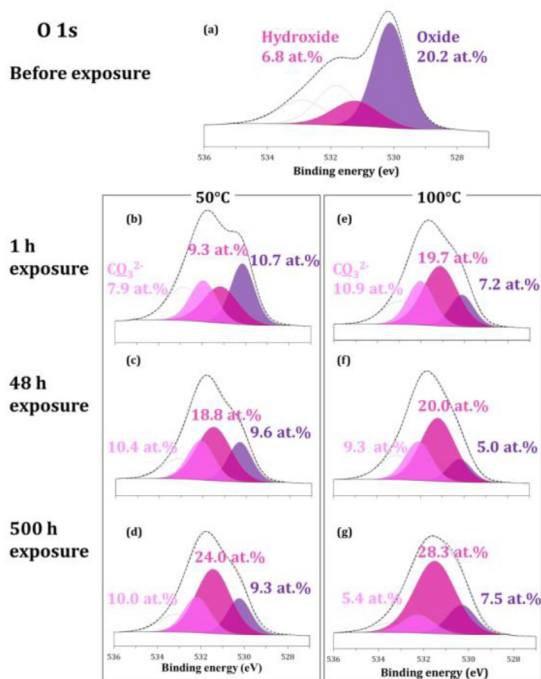 O 1s
Before exposure
(a)
Hydroxide
6.8 at.%
Oxide
20.2 at.%
536 534 532 530 528
Binding energy (ev)
50°C
100°C
1 h
exposure
(b)
9.3 at.%
10.7 at.%
CO₃²⁻
7.9 at.%
(e)
19.7 at.%
CO₃²⁻
10.9 at.%
7.2 at.%
48 h
exposure
(c)
18.8 at.%
9.6 at.%
10.4 at.%
(f)
20.0 at.%
9.3 at.%
5.0 at.%
500 h
exposure
(d)
24.0 at.%
9.3 at.%
10.0 at.%
(g)
28.3 at.%
5.4 at.%
7.5 at.%
536 534 532 530 528
Binding energy (eV)
536 534 532 530 528
Binding energy (eV)